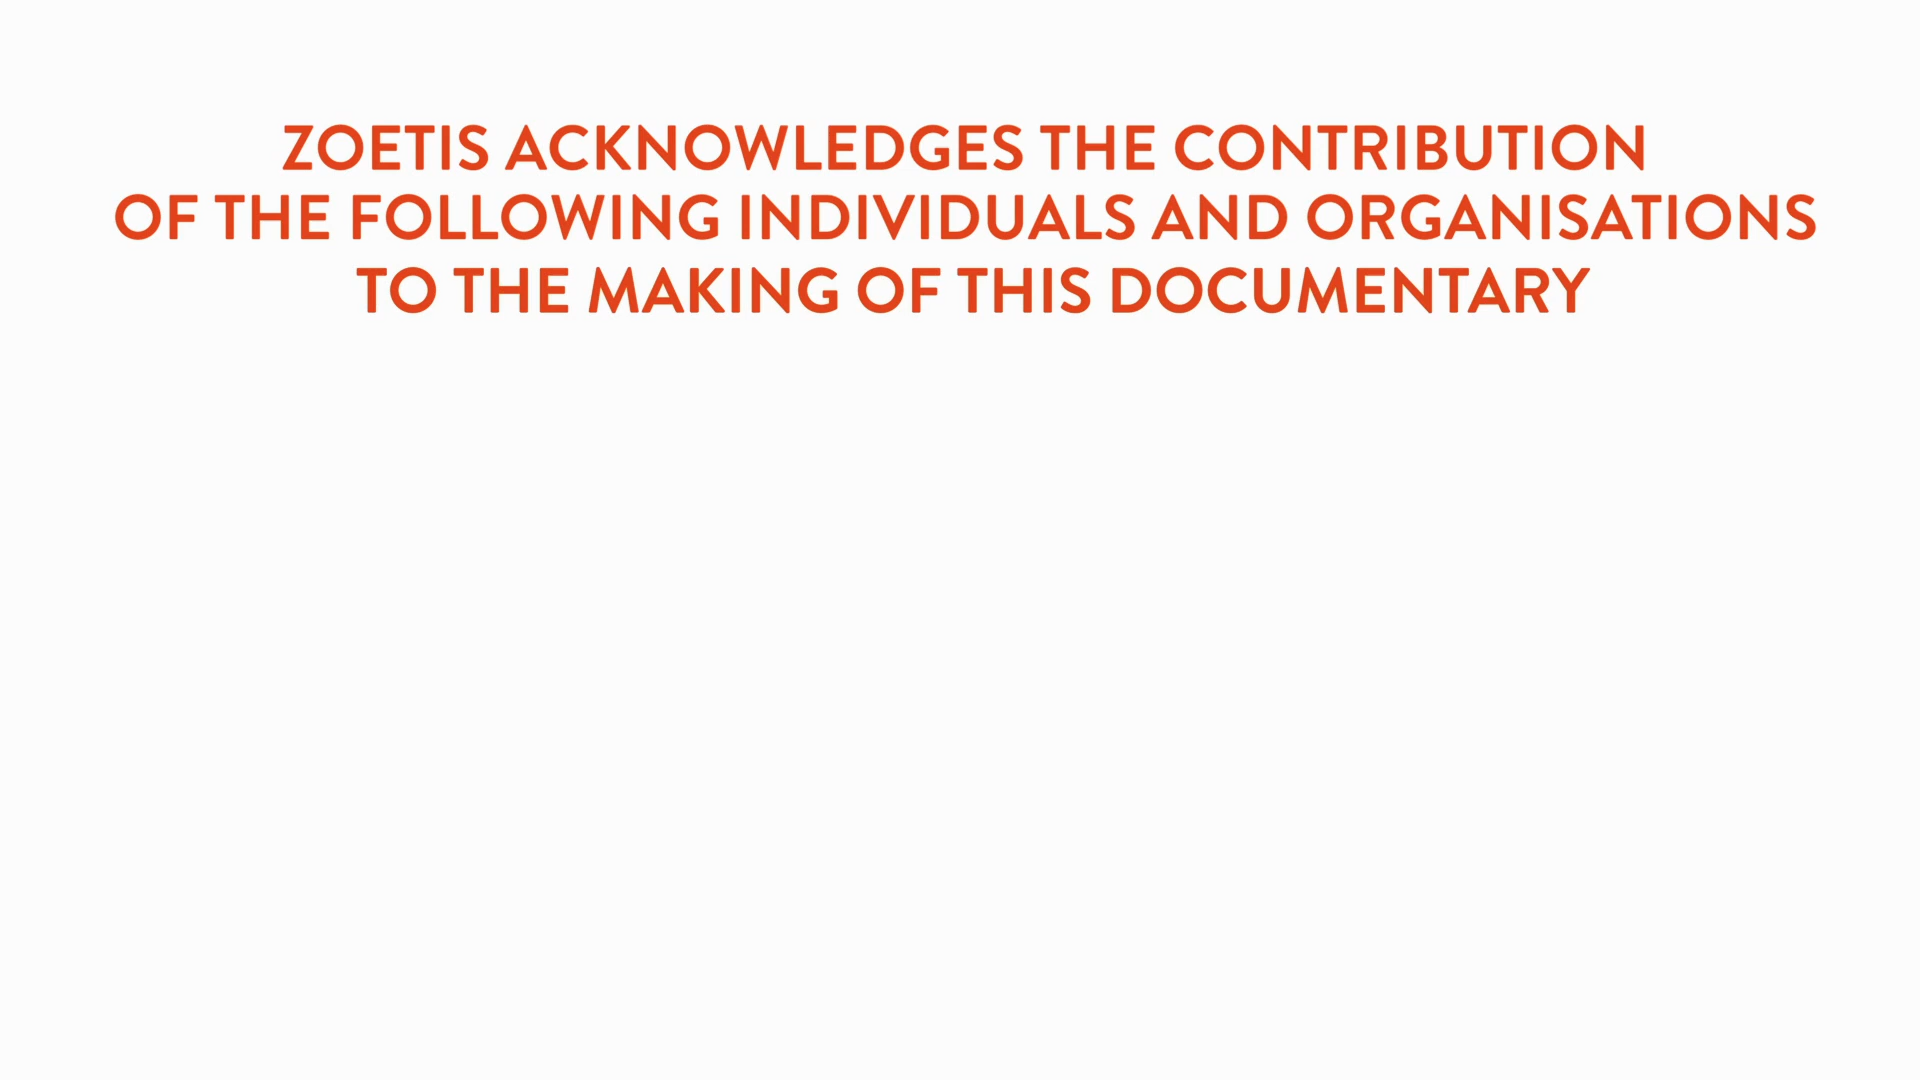 ZOETIS ACKNOWLEDGES THE CONTRIBUTION
OF THE FOLLOWING INDIVIDUALS AND ORGANISATIONS
TO THE MAKING OF THIS DOCUMENTARY